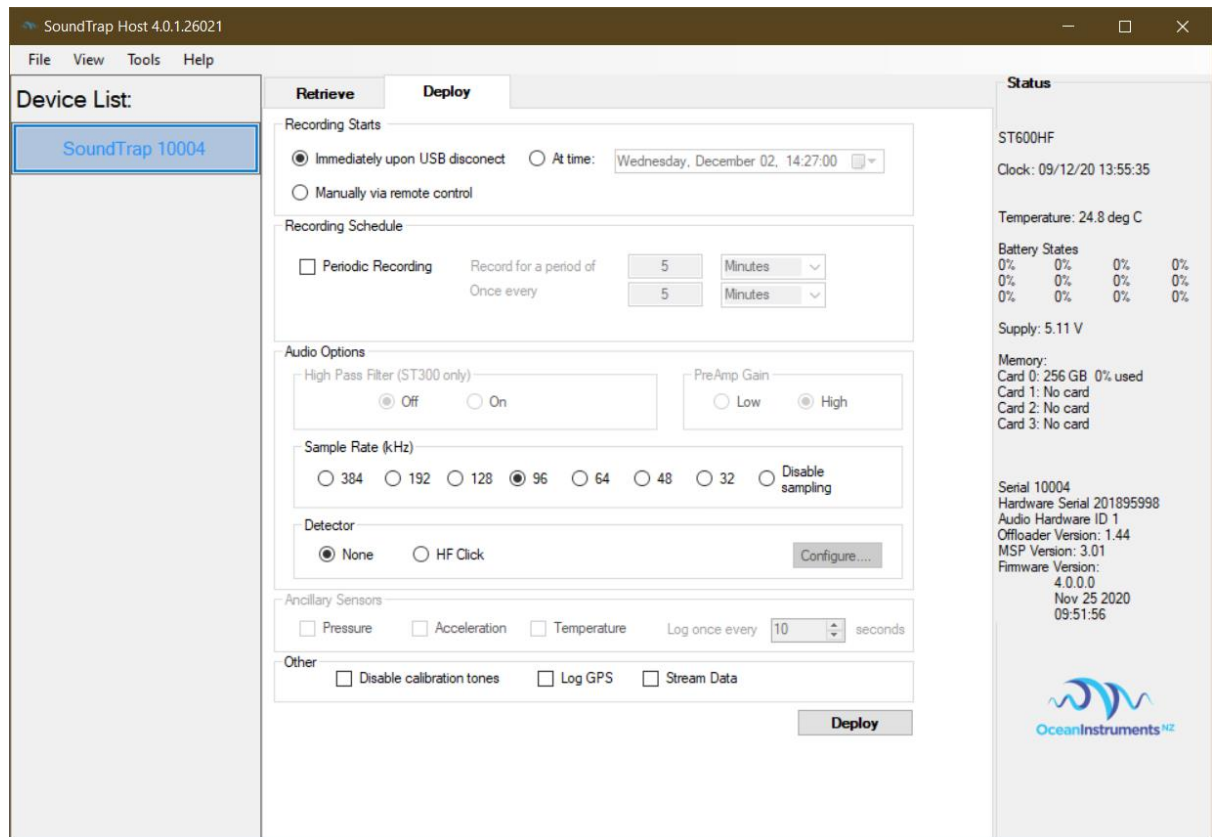 SoundTrap Host 4.0.1.26021
File View Tools Help
Device List:
SoundTrap 10004
Retrieve Deploy
Recording Starts
Immediately upon USB disconect At time: Wednesday, December 02, 14:27:00
Manually via remote control
Recording Schedule
Periodic Recording Record for a period of 5 Minutes
Once every 5 Minutes
Audio Options
High Pass Filter (ST300 only) PreAmp Gain
Off On Low High
Sample Rate (kHz)
384 192 128 96 64 48 32 Disable sampling
Detector
None HF Click Configure....
Ancillary Sensors
Pressure Acceleration Temperature Log once every 10 seconds
Other
Disable calibration tones Log GPS Stream Data
Deploy
Status
ST600HF
Clock: 09/12/20 13:55:35
Temperature: 24.8 deg C
Battery States
0% 0% 0% 0%
0% 0% 0% 0%
0% 0% 0% 0%
Supply: 5.11 V
Memory:
Card 0: 256 GB 0% used
Card 1: No card
Card 2: No card
Card 3: No card
Serial 10004
Hardware Serial 201895998
Audio Hardware ID 1
Offloader Version: 1.44
MSP Version: 3.01
Firmware Version:
4.0.0.0
Nov 25 2020
09:51:56
OceanInstruments NZ